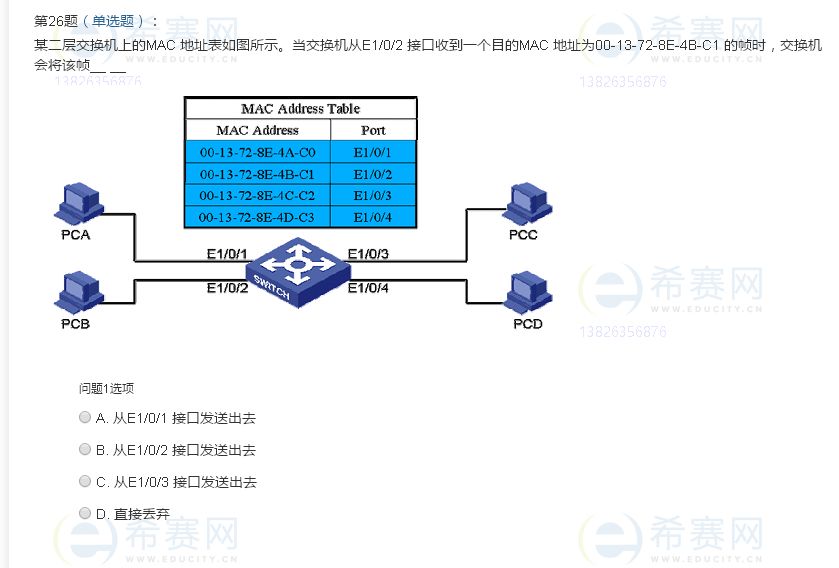 第26题（单选题）：
某二层交换机上的MAC 地址表如图所示。当交换机从E1/0/2 接口收到一个目的MAC 地址为00-13-72-8E-4B-C1 的帧时，交换机
会将该帧__ __
希赛网
WWW.EDUCITY.CN
13826356876
希赛网
WWW.EDUCITY.CN
13826356876
MAC Address Table
MAC Address Port
00-13-72-8E-4A-C0 E1/0/1
00-13-72-8E-4B-C1 E1/0/2
00-13-72-8E-4C-C2 E1/0/3
00-13-72-8E-4D-C3 E1/0/4
PCA
PCC
E1/0/1
E1/0/3
SWITCH
E1/0/2
E1/0/4
PCB
PCD
希赛网
WWW.EDUCITY.CN
13826356876
问题1选项
A. 从E1/0/1 接口发送出去
B. 从E1/0/2 接口发送出去
C. 从E1/0/3 接口发送出去
D. 直接丢弃
希赛网
WWW.EDUCITY.CN
希赛网
WWW.EDUCITY.CN